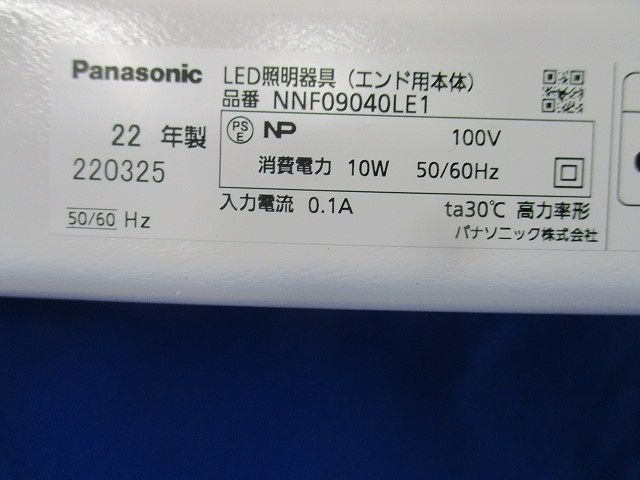 Panasonic
LED照明器具（エンド用本体）
品番 NNF09040LE1
22 年製
220325
50/60 Hz
PS E NP 100V
消費電力 10W 50/60Hz
入力電流 0.1A
ta30℃ 高力率形
パナソニック株式会社